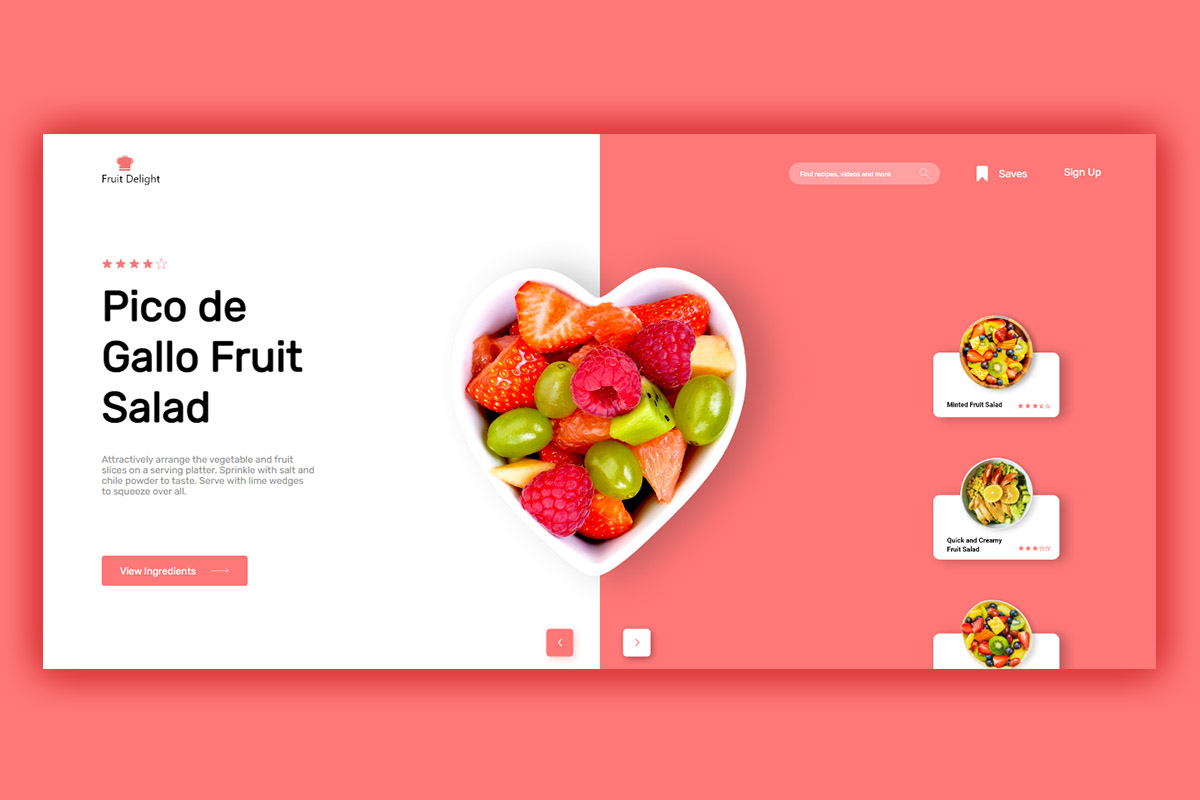 Fruit Delight
Find recipes, videos and more
Saves
Sign Up
Pico de
Gallo Fruit
Salad
Attractively arrange the vegetable and fruit
slices on a serving platter. Sprinkle with salt and
chile powder to taste. Serve with lime wedges
to squeeze over all.
View Ingredients
Minted Fruit Salad
Quick and Creamy
Fruit Salad